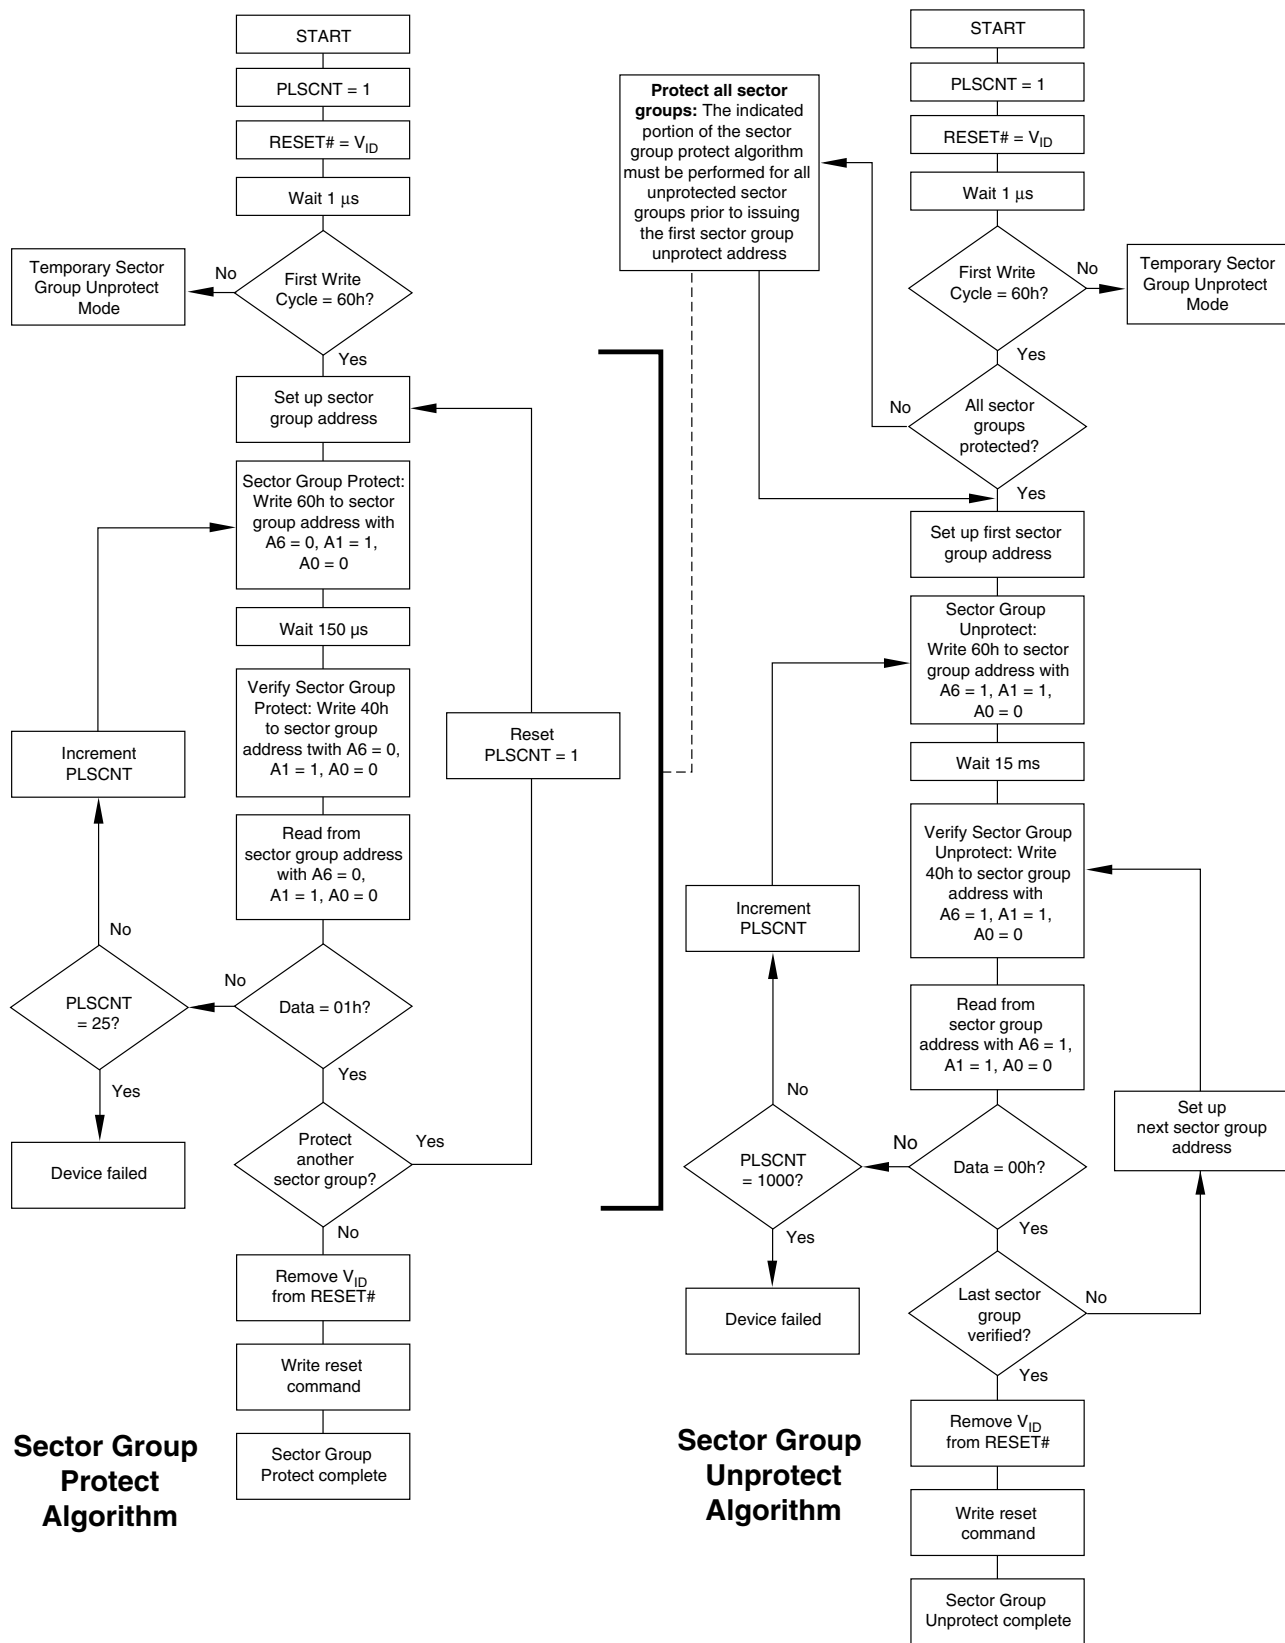 START
PLSCNT = 1
RESET# = VID
Wait 1 μs
First Write
Cycle = 60h?
No
Temporary Sector
Group Unprotect
Mode
Yes
Set up sector
group address
Sector Group Protect:
Write 60h to sector
group address with
A6 = 0, A1 = 1,
A0 = 0
Wait 150 µs
Verify Sector Group
Protect: Write 40h
to sector group
address twith A6 = 0,
A1 = 1, A0 = 0
Increment
PLSCNT
Reset
PLSCNT = 1
Read from
sector group address
with A6 = 0,
A1 = 1, A0 = 0
No
No
PLSCNT
= 25?
Data = 01h?
Yes
Yes
Device failed
Protect
another
sector group?
Yes
No
Remove VID
from RESET#
Write reset
command
Sector Group
Protect complete
Sector Group
Protect
Algorithm
Protect all sector
groups: The indicated
portion of the sector
group protect algorithm
must be performed for all
unprotected sector
groups prior to issuing
the first sector group
unprotect address
START
PLSCNT = 1
RESET# = VID
Wait 1 μs
First Write
Cycle = 60h?
No
Temporary Sector
Group Unprotect
Mode
Yes
No
All sector
groups
protected?
Yes
Set up first sector
group address
Sector Group
Unprotect:
Write 60h to sector
group address with
A6 = 1, A1 = 1,
A0 = 0
Wait 15 ms
Verify Sector Group
Unprotect: Write
40h to sector group
address with
A6 = 1, A1 = 1,
A0 = 0
Increment
PLSCNT
Read from
sector group
address with A6 = 1,
A1 = 1, A0 = 0
No
No
PLSCNT
= 1000?
Data = 00h?
Set up
next sector group
address
Yes
Yes
Device failed
Last sector
group
verified?
No
Yes
Remove VID
from RESET#
Write reset
command
Sector Group
Unprotect complete
Sector Group
Unprotect
Algorithm